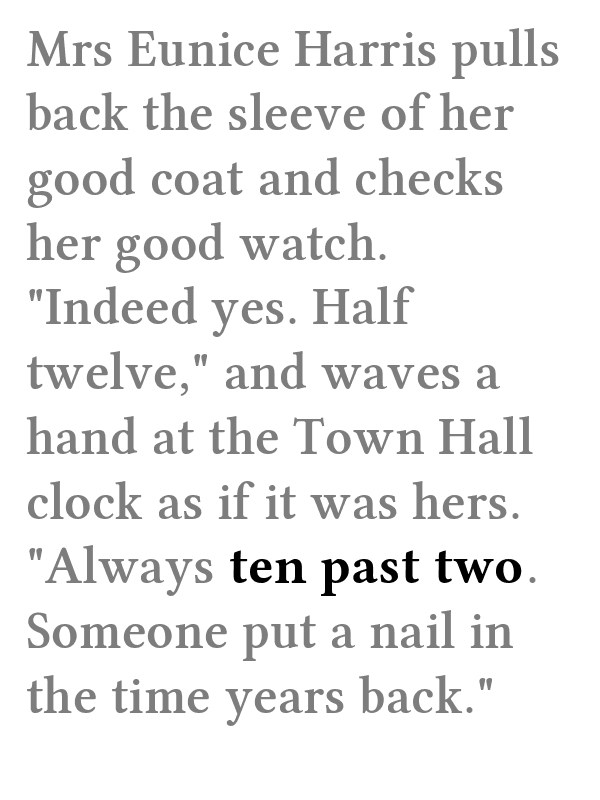 Mrs Eunice Harris pulls
back the sleeve of her
good coat and checks
her good watch.
"Indeed yes. Half
twelve," and waves a
hand at the Town Hall
clock as if it was hers.
"Always ten past two.
Someone put a nail in
the time years back."